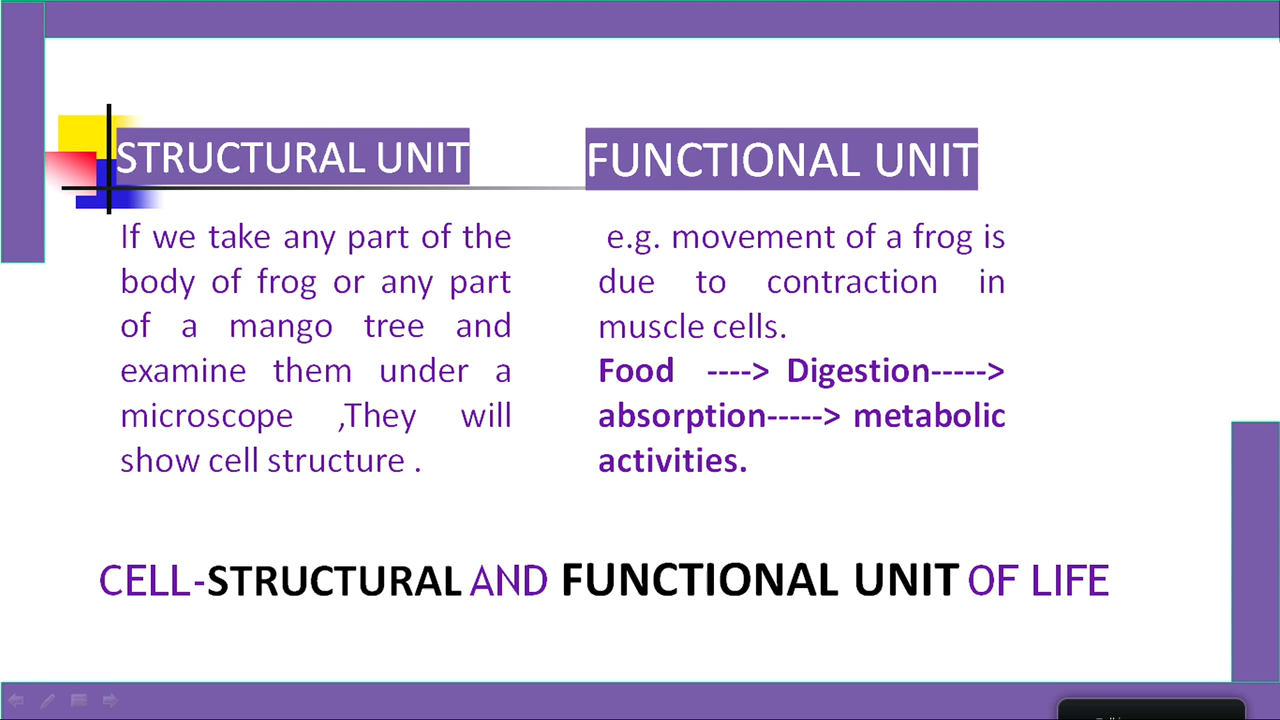 STRUCTURAL UNIT
If we take any part of the
body of frog or any part
of a mango tree and
examine them under a
microscope ,They will
show cell structure .
FUNCTIONAL UNIT
e.g. movement of a frog is
due to contraction in
muscle cells.
Food ----> Digestion----->
absorption-----> metabolic
activities.
CELL-STRUCTURAL AND FUNCTIONAL UNIT OF LIFE